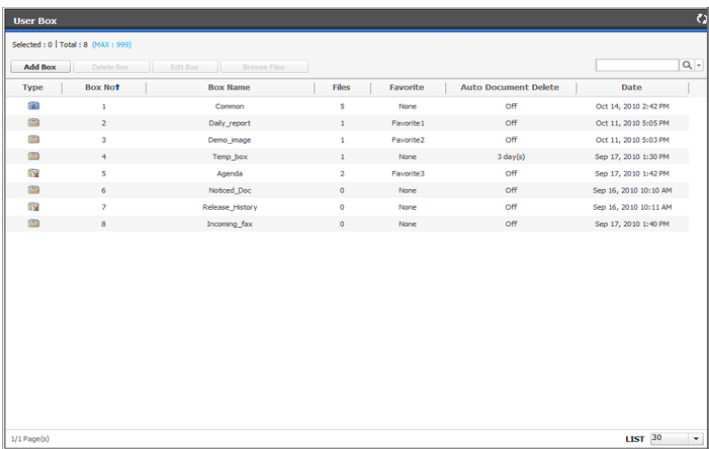 User Box
Selected : 0 | Total : 8 (MAX : 999)
Add Box Delete Box Edit Box Browse Files
Type Box No↑ Box Name Files Favorite Auto Document Delete Date
1 Common 5 None Off Oct 14, 2010 2:42 PM
2 Daily_report 1 Favorite1 Off Oct 11, 2010 5:05 PM
3 Demo_image 1 Favorite2 Off Oct 11, 2010 5:03 PM
4 Temp_box 1 None 3 day(s) Sep 17, 2010 1:30 PM
5 Agenda 2 Favorite3 Off Sep 17, 2010 1:42 PM
6 Noticed_Doc 0 None Off Sep 16, 2010 10:10 AM
7 Release_History 0 None Off Sep 16, 2010 10:11 AM
8 Incoming_fax 0 None Off Sep 17, 2010 1:40 PM
1/1 Page(s) LIST 30